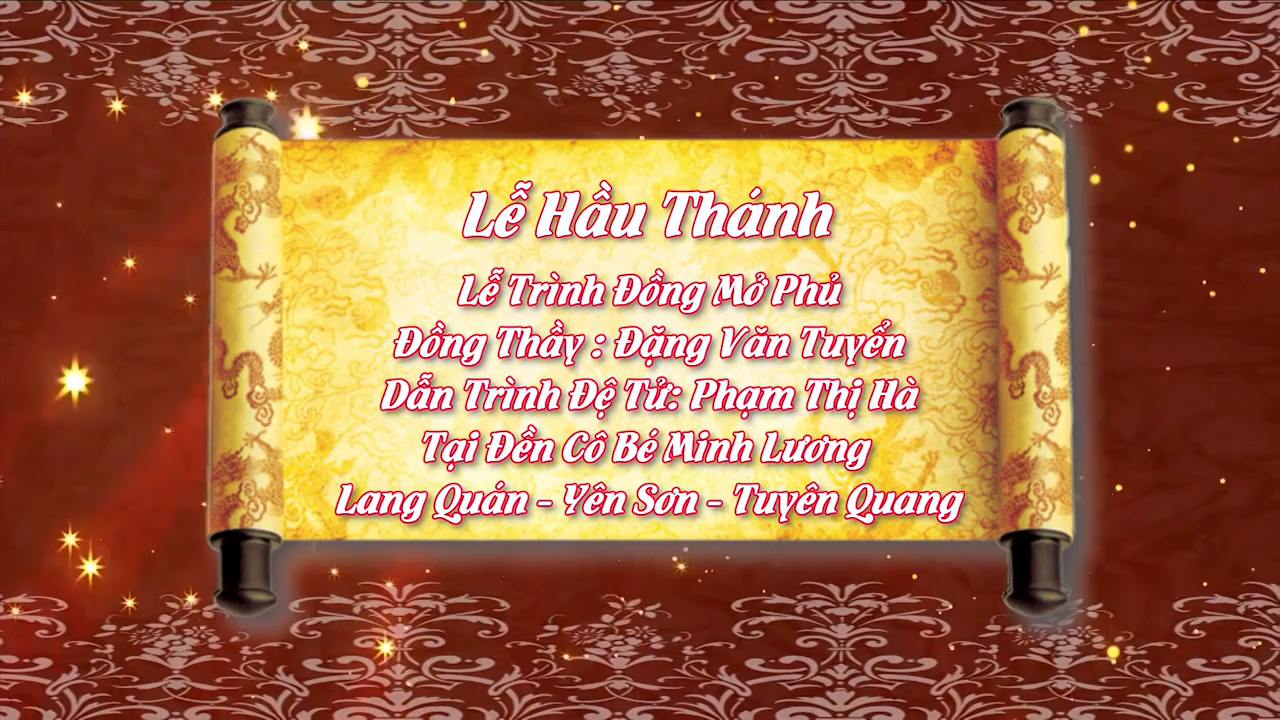 Lễ Hầu Thánh
Lễ Trình Đồng Mở Phủ
Đồng Thầy : Đặng Văn Tuyển
Dẫn Trình Đệ Tử: Phạm Thị Hà
Tại Đền Cô Bé Minh Lương
Lang Quán - Yên Sơn - Tuyên Quang